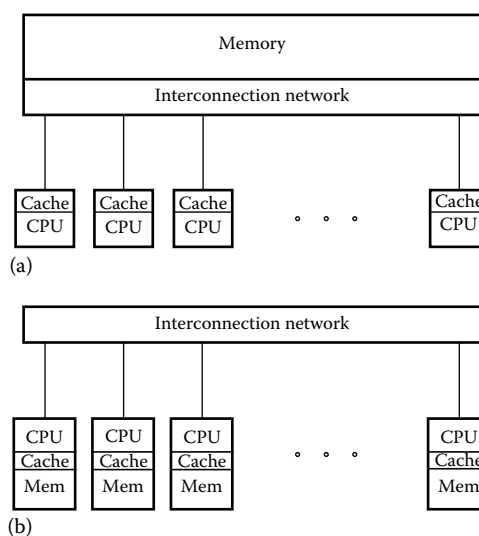 Memory
Interconnection network
Cache Cache Cache Cache
CPU CPU CPU CPU
(a)
Interconnection network
CPU CPU CPU CPU
Cache Cache Cache Cache
Mem Mem Mem Mem
(b)